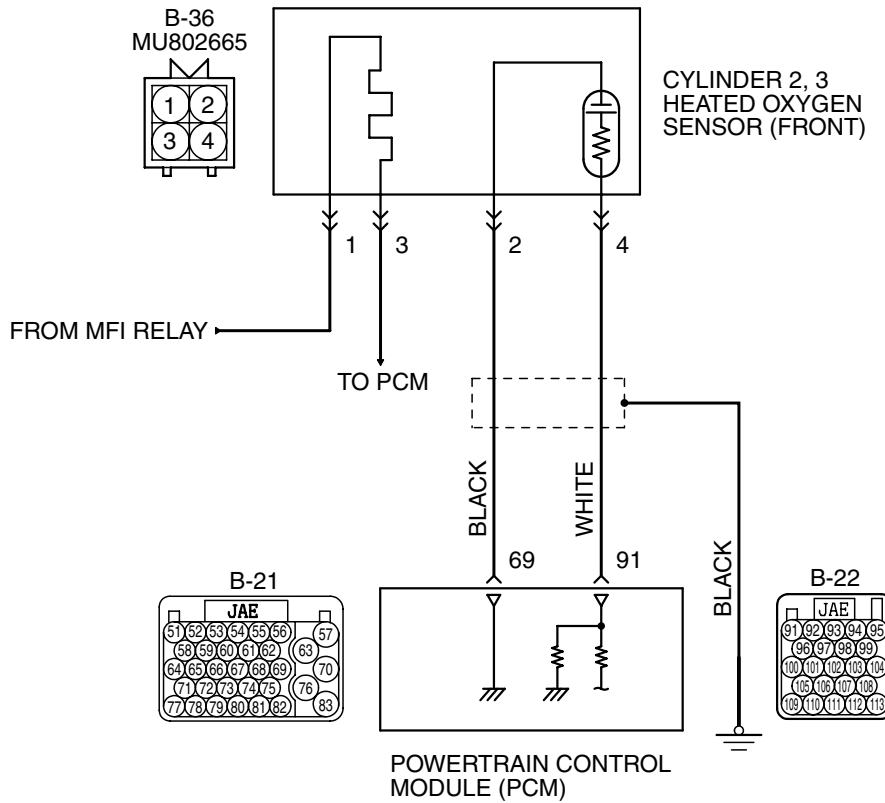 B-36
MU802665
1 2
3 4
CYLINDER 2, 3
HEATED OXYGEN
SENSOR (FRONT)
1 3 2 4
FROM MFI RELAY
TO PCM
BLACK
WHITE
BLACK
69 91
B-21
JAE
51 52 53 54 55 56 57
58 59 60 61 62 63
64 65 66 67 68 69 70
71 72 73 74 75 76
77 78 79 80 81 82 83
B-22
JAE
91 92 93 94 95
96 97 98 99
100 101 102 103 104
105 106 107 108
109 110 111 112 113
POWERTRAIN CONTROL
MODULE (PCM)